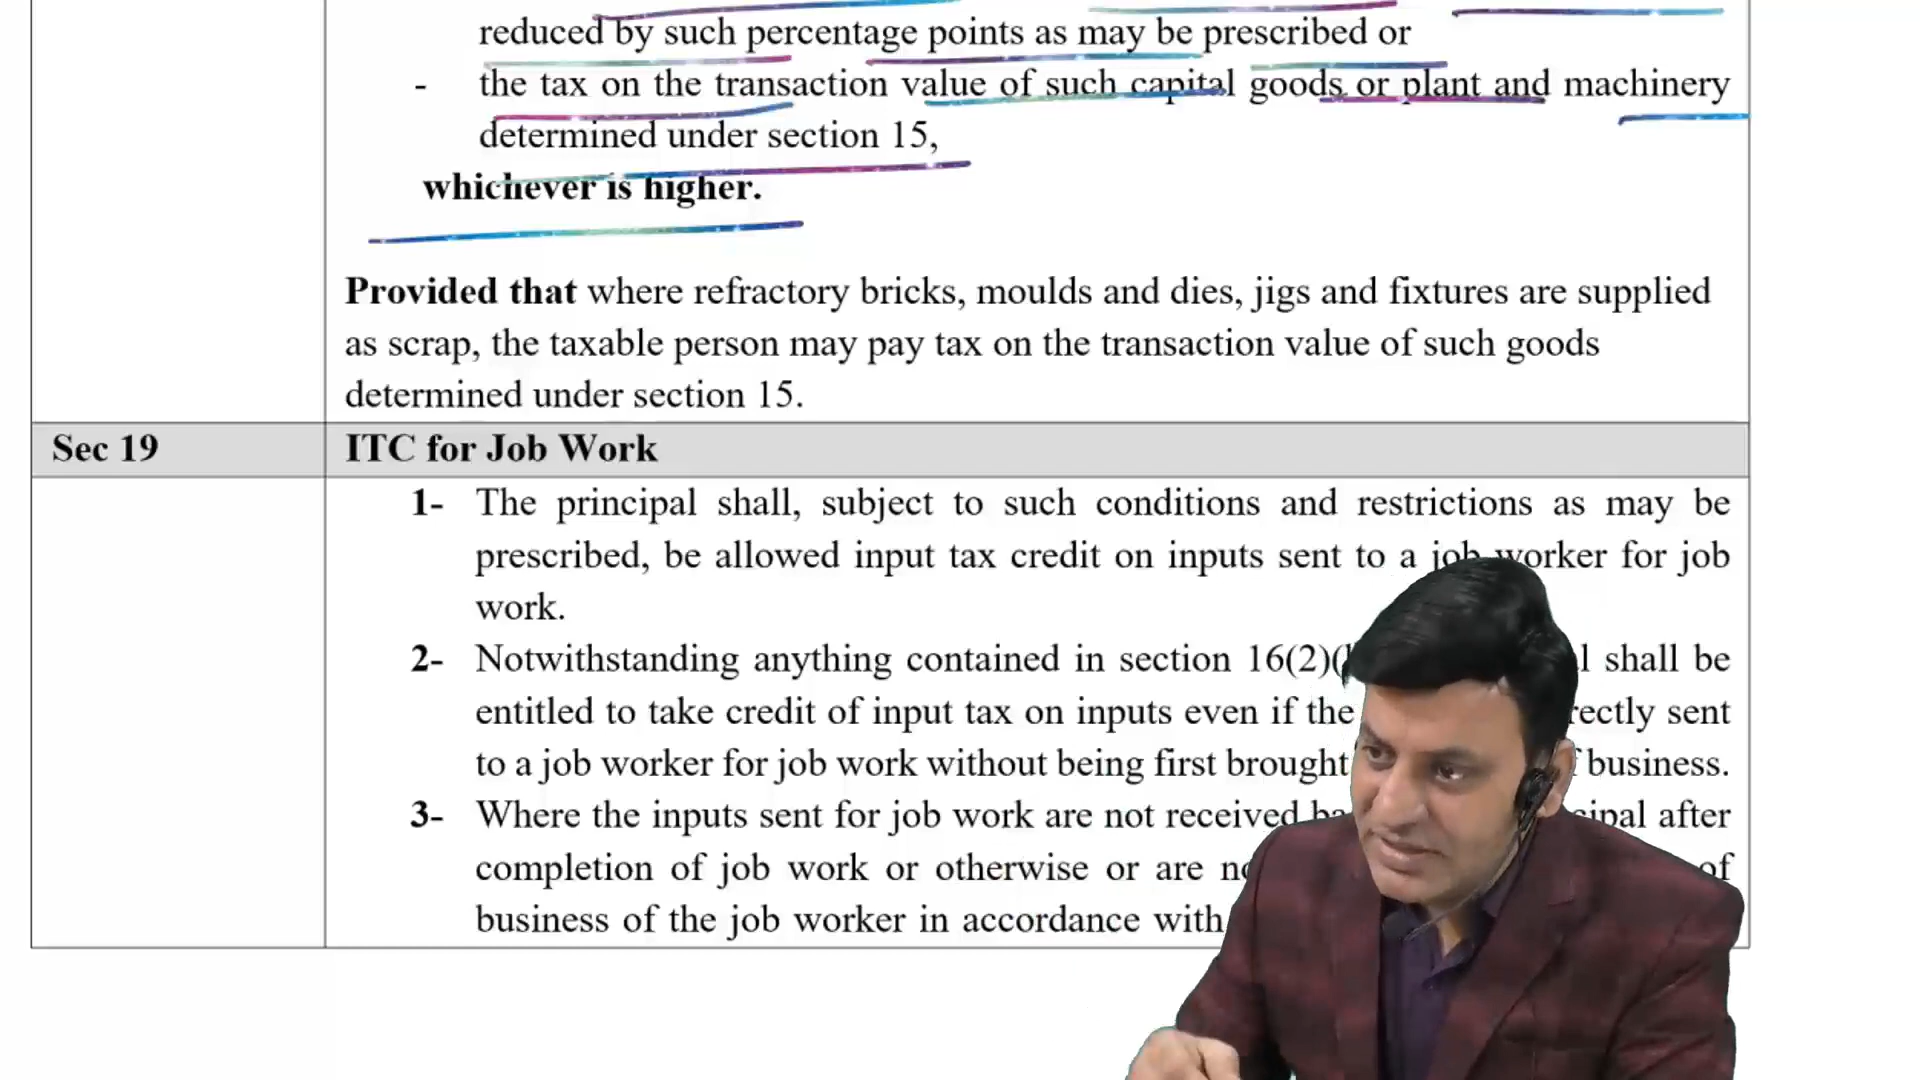 reduced by such percentage points as may be prescribed or
- the tax on the transaction value of such capital goods or plant and machinery
determined under section 15,
whichever is higher.
Provided that where refractory bricks, moulds and dies, jigs and fixtures are supplied
as scrap, the taxable person may pay tax on the transaction value of such goods
determined under section 15.
Sec 19 ITC for Job Work
1- The principal shall, subject to such conditions and restrictions as may be
prescribed, be allowed input tax credit on inputs sent to a job worker for job
work.
2- Notwithstanding anything contained in section 16(2)( shall be
entitled to take credit of input tax on inputs even if the sent
to a job worker for job work without being first brought business.
3- Where the inputs sent for job work are not received after
completion of job work or otherwise or are of
business of the job worker in accordance with